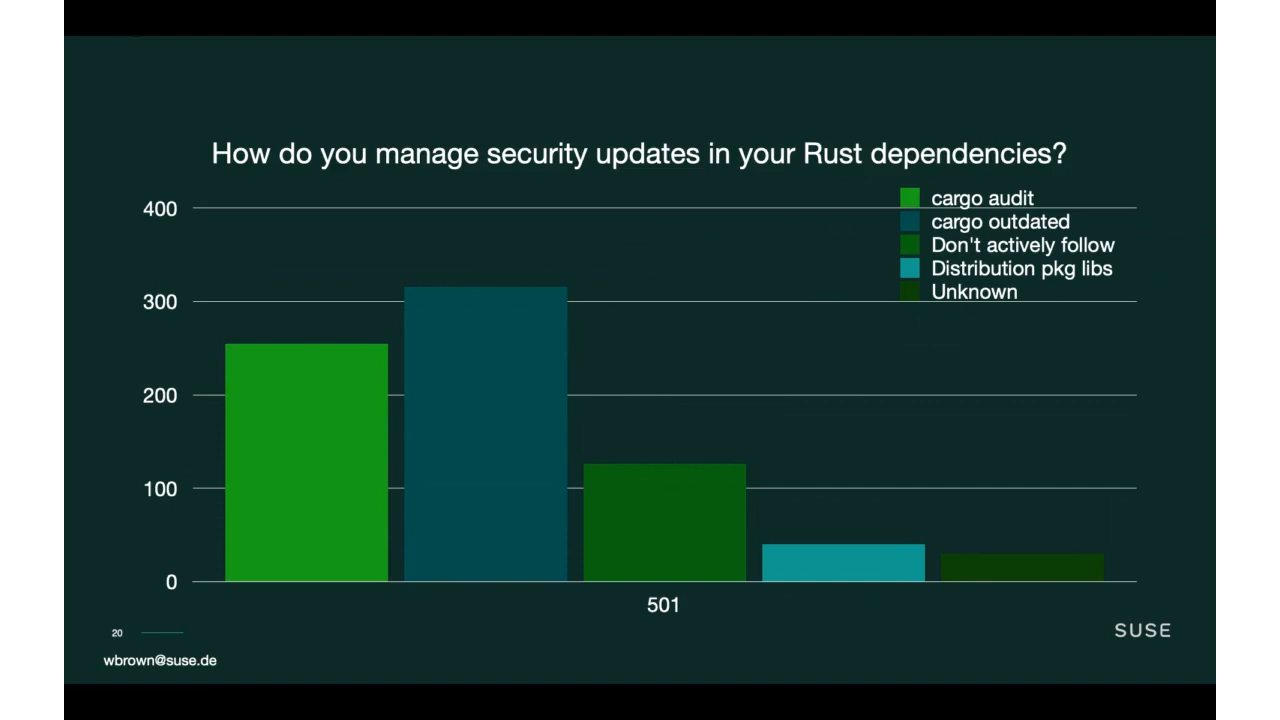 How do you manage security updates in your Rust dependencies?
cargo audit
cargo outdated
Don't actively follow
Distribution pkg libs
Unknown
400
300
200
100
0
501
20
SUSE
wbrown@suse.de